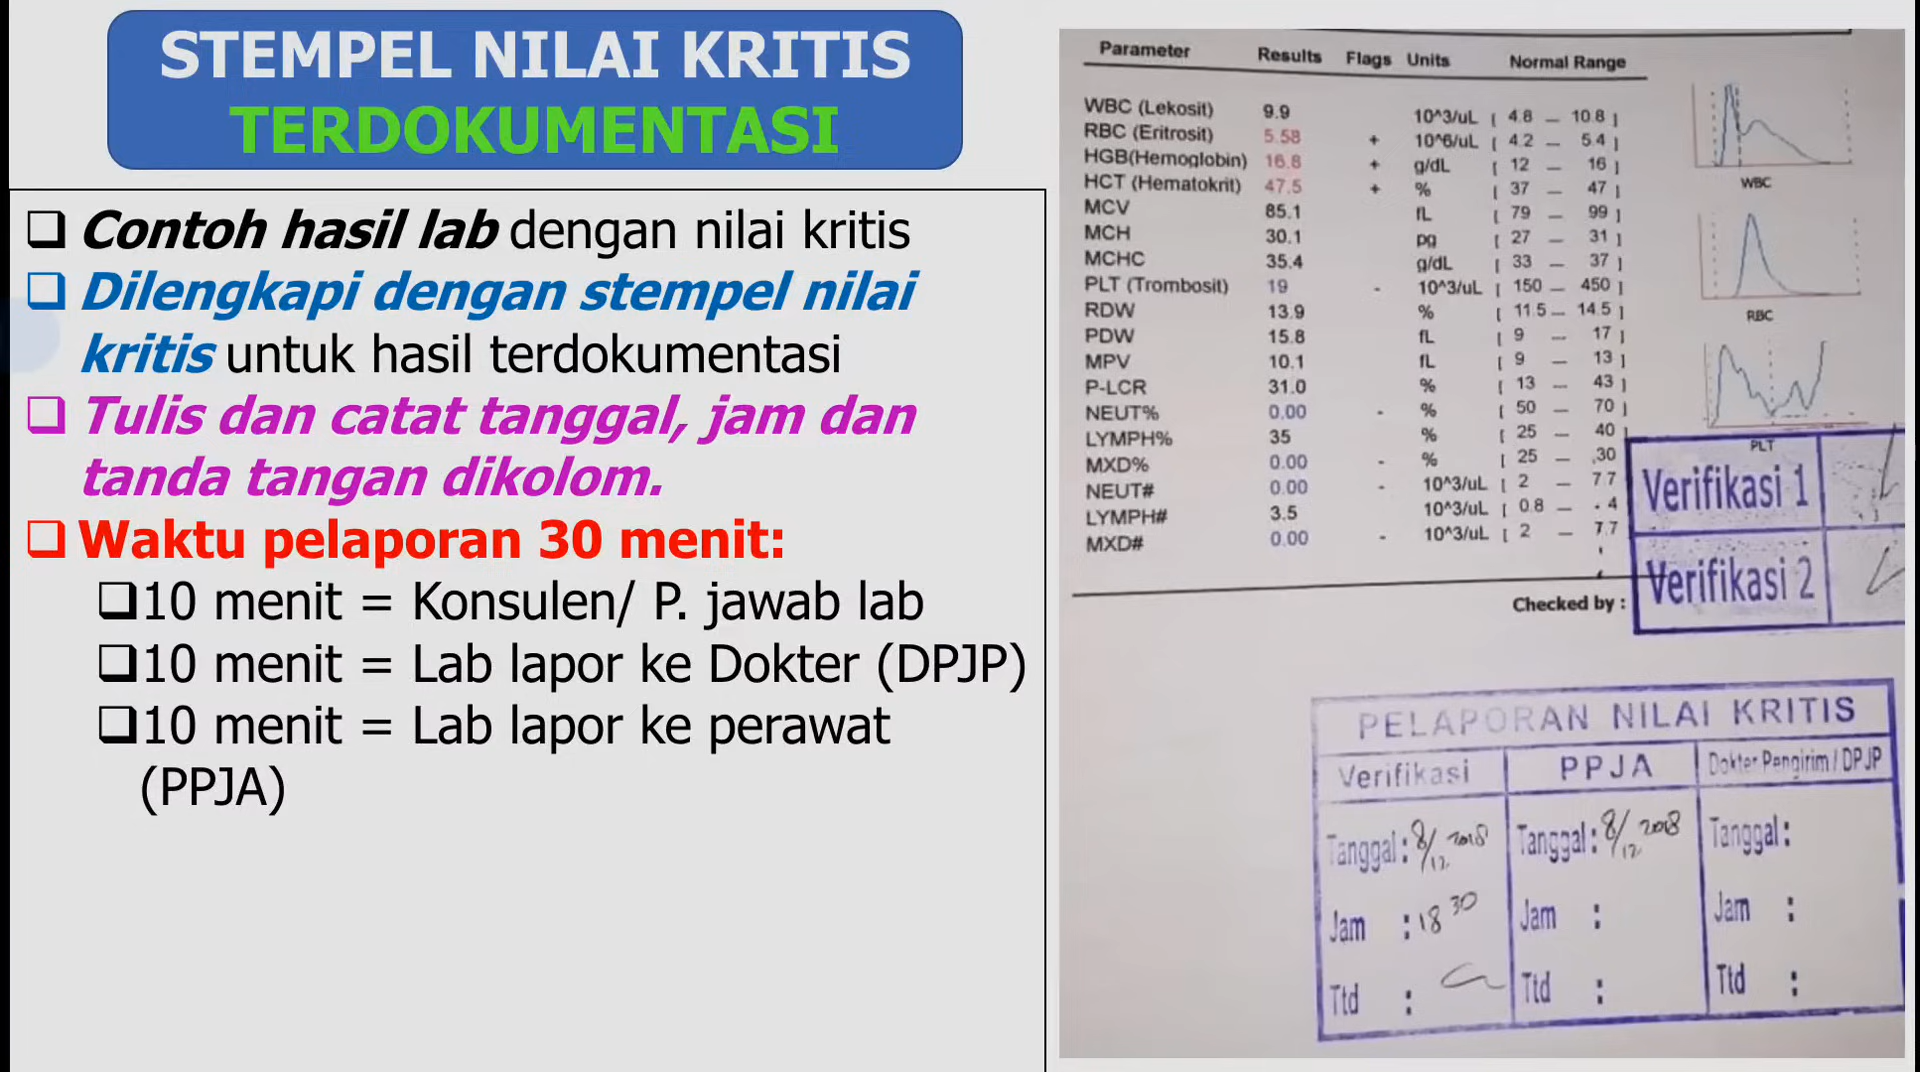 STEMPEL NILAI KRITIS
TERDOKUMENTASI
Contoh hasil lab dengan nilai kritis
Dilengkapi dengan stempel nilai
kritis untuk hasil terdokumentasi
Tulis dan catat tanggal, jam dan
tanda tangan dikolom.
Waktu pelaporan 30 menit:
10 menit = Konsulen/ P. jawab lab
10 menit = Lab lapor ke Dokter (DPJP)
10 menit = Lab lapor ke perawat
(PPJA)
Parameter Results Flags Units Normal Range
WBC (Lekosit) 9.9 10^3/uL [ 4.8 – 10.8 ]
RBC (Eritrosit) 5.58 + 10^6/uL [ 4.2 – 5.4 ]
HGB(Hemoglobin) 16.8 + g/dL [ 12 – 16 ]
HCT (Hematokrit) 47.5 + % [ 37 – 47 ]
MCV 85.1 fL [ 79 – 99 ]
MCH 30.1 pg [ 27 – 31 ]
MCHC 35.4 g/dL [ 33 – 37 ]
PLT (Trombosit) 19 - 10^3/uL [ 150 – 450 ]
RDW 13.9 % [ 11.5 – 14.5 ]
PDW 15.8 fL [ 9 – 17 ]
MPV 10.1 fL [ 9 – 13 ]
P-LCR 31.0 % [ 13 – 43 ]
NEUT% 0.00 - % [ 50 – 70 ]
LYMPH% 35 % [ 25 – 40 ]
MXD% 0.00 - % [ 25 – .30
NEUT# 0.00 - 10^3/uL [ 2 – 7.7
LYMPH# 3.5 10^3/uL [ 0.8 – . 4
MXD# 0.00 - 10^3/uL [ 2 – 7.7
WBC
RBC
PLT
Verifikasi 1
Verifikasi 2
Checked by :
PELAPORAN NILAI KRITIS
Verifikasi PPJA Dokter Pengirim / DPJP
Tanggal : 8/12 2018 Tanggal : 8/12 2018 Tanggal :
Jam : 18 30 Jam : Jam :
Ttd : Ttd : Ttd :